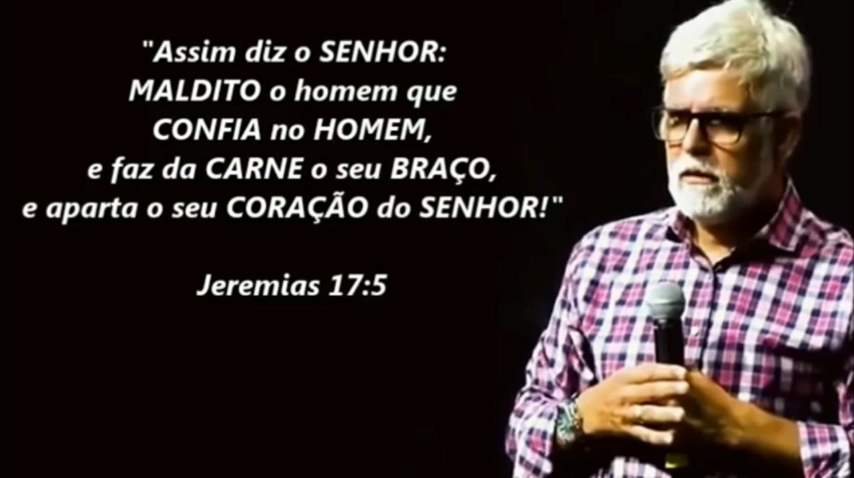 "Assim diz o SENHOR:
MALDITO o homem que
CONFIA no HOMEM,
e faz da CARNE o seu BRAÇO,
e aparta o seu CORAÇÃO do SENHOR!"
Jeremias 17:5